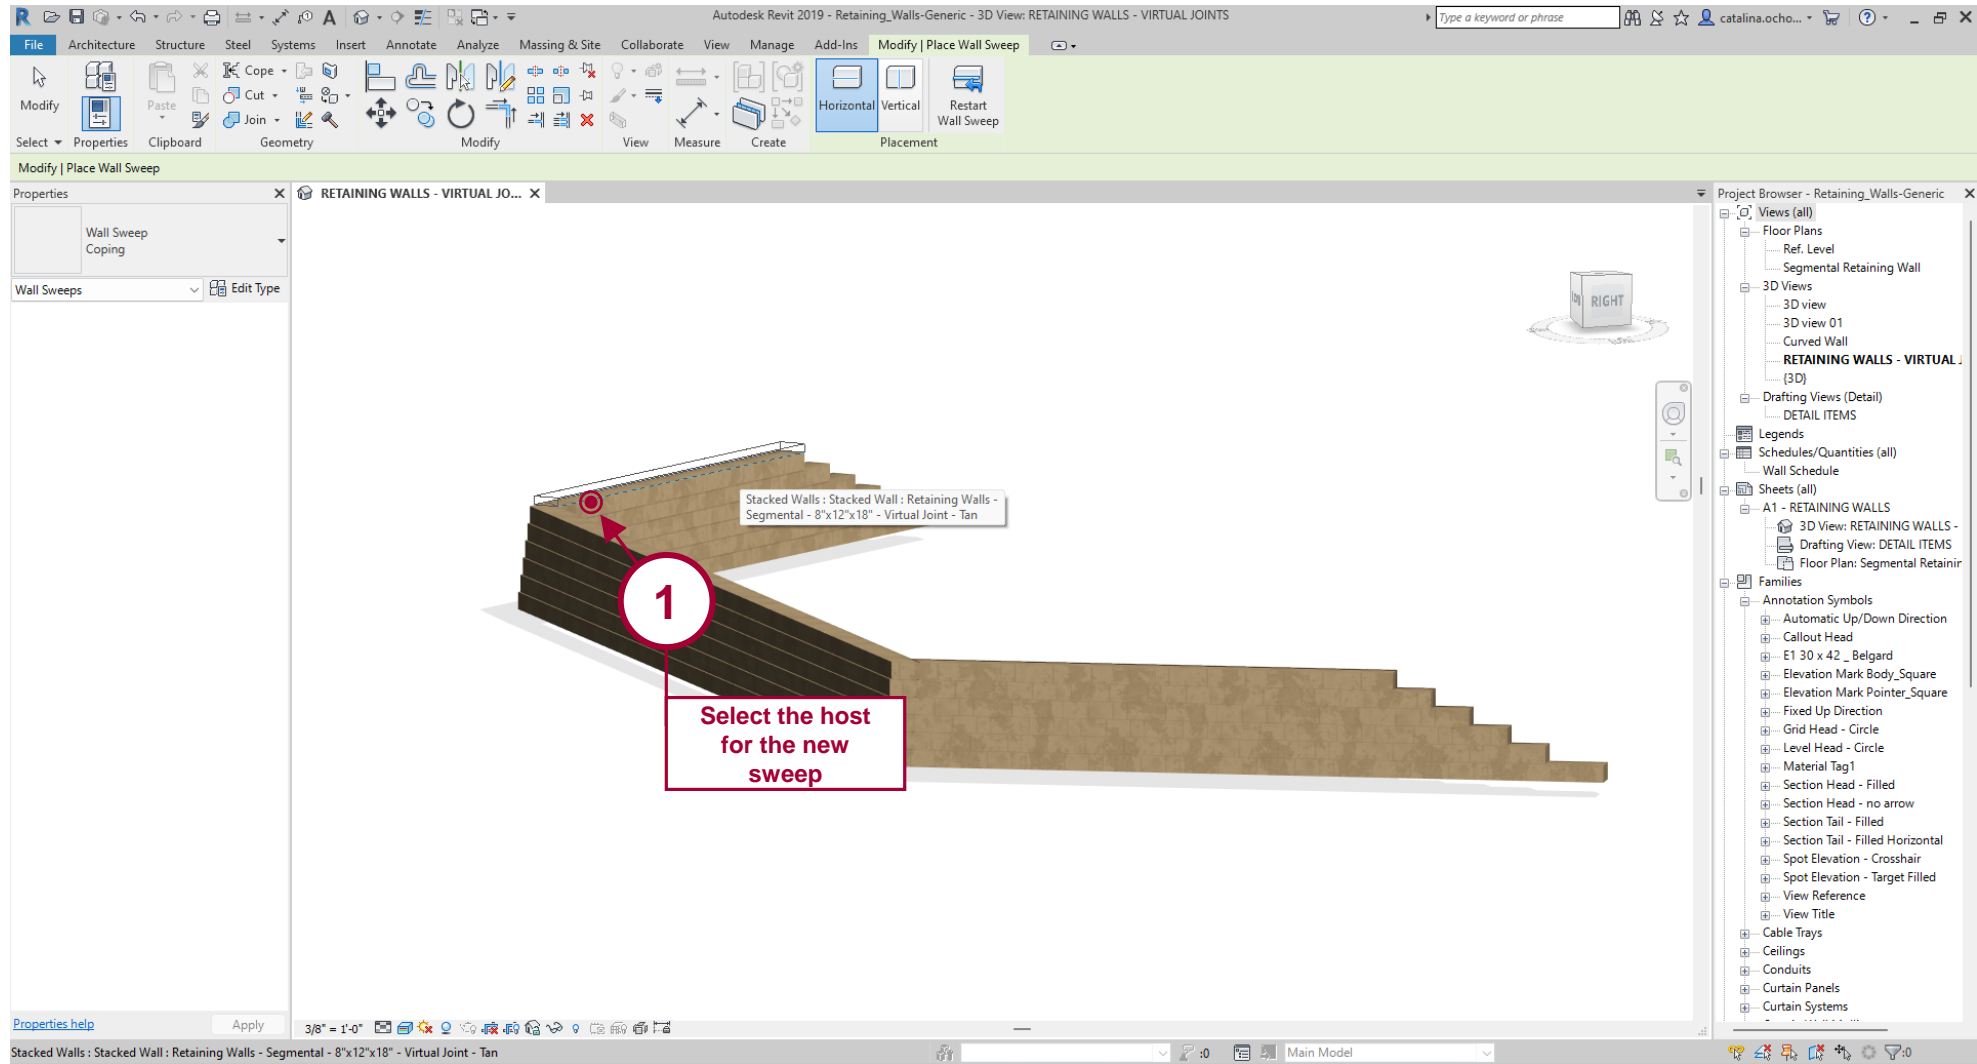 Autodesk Revit 2019 - Retaining_Walls-Generic - 3D View: RETAINING WALLS - VIRTUAL JOINTS
Type a keyword or phrase
catalina.ocho...
File Architecture Structure Steel Systems Insert Annotate Analyze Massing & Site Collaborate View Manage Add-Ins Modify | Place Wall Sweep
Modify
Paste
Cope
Cut
Join
Horizontal
Vertical
Restart
Wall Sweep
Select Properties Clipboard Geometry Modify View Measure Create Placement
Modify | Place Wall Sweep
Properties
Wall Sweep
Coping
Wall Sweeps
Edit Type
RETAINING WALLS - VIRTUAL JO...
RIGHT
Stacked Walls : Stacked Wall : Retaining Walls -
Segmental - 8"x12"x18" - Virtual Joint - Tan
1
Select the host
for the new
sweep
Project Browser - Retaining_Walls-Generic
Views (all)
Floor Plans
Ref. Level
Segmental Retaining Wall
3D Views
3D view
3D view 01
Curved Wall
RETAINING WALLS - VIRTUAL J
{3D}
Drafting Views (Detail)
DETAIL ITEMS
Legends
Schedules/Quantities (all)
Wall Schedule
Sheets (all)
A1 - RETAINING WALLS
3D View: RETAINING WALLS -
Drafting View: DETAIL ITEMS
Floor Plan: Segmental Retainin
Families
Annotation Symbols
Automatic Up/Down Direction
Callout Head
E1 30 x 42 _ Belgard
Elevation Mark Body_Square
Elevation Mark Pointer_Square
Fixed Up Direction
Grid Head - Circle
Level Head - Circle
Material Tag1
Section Head - Filled
Section Head - no arrow
Section Tail - Filled
Section Tail - Filled Horizontal
Spot Elevation - Crosshair
Spot Elevation - Target Filled
View Reference
View Title
Cable Trays
Ceilings
Conduits
Curtain Panels
Curtain Systems
Properties help
Apply
3/8" = 1'-0"
Stacked Walls : Stacked Wall : Retaining Walls - Segmental - 8"x12"x18" - Virtual Joint - Tan
:0
Main Model
:0